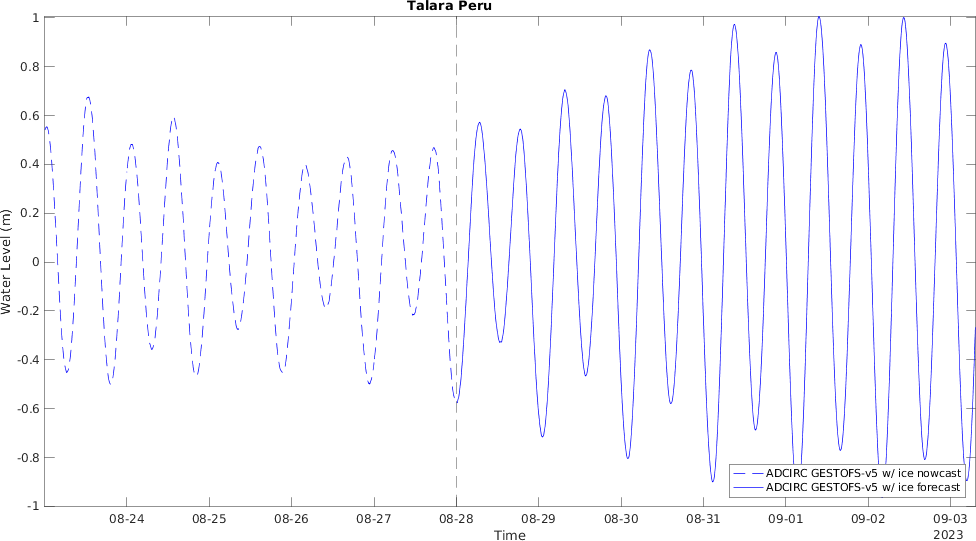 Talara Peru
Water Level (m)
1
0.8
0.6
0.4
0.2
0
-0.2
-0.4
-0.6
-0.8
-1
ADCIRC GESTOFS-v5 w/ ice nowcast
ADCIRC GESTOFS-v5 w/ ice forecast
08-24 08-25 08-26 08-27 08-28 08-29 08-30 08-31 09-01 09-02 09-03
Time
2023